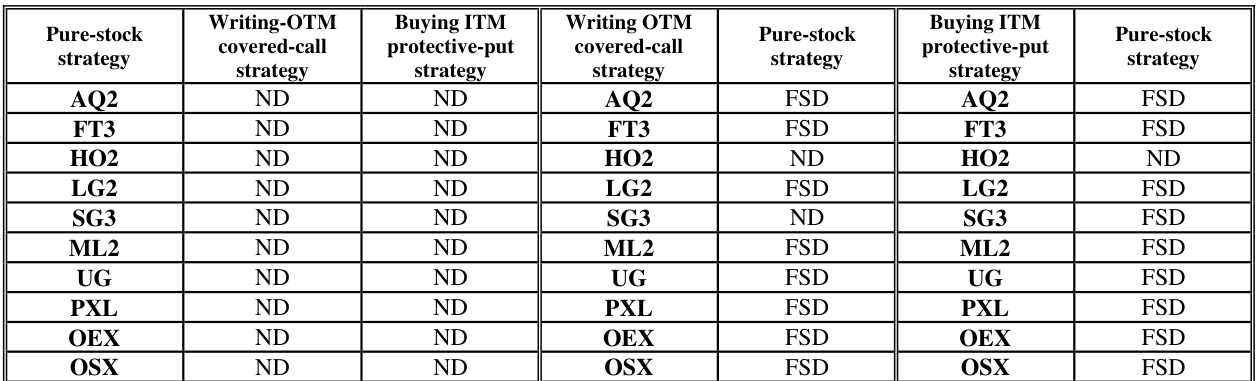 Pure-stock strategy | Writing-OTM covered-call strategy | Buying ITM protective-put strategy | Writing OTM covered-call strategy | Pure-stock strategy | Buying ITM protective-put strategy | Pure-stock strategy
AQ2 | ND | ND | AQ2 | FSD | AQ2 | FSD
FT3 | ND | ND | FT3 | FSD | FT3 | FSD
HO2 | ND | ND | HO2 | ND | HO2 | ND
LG2 | ND | ND | LG2 | FSD | LG2 | FSD
SG3 | ND | ND | SG3 | ND | SG3 | FSD
ML2 | ND | ND | ML2 | FSD | ML2 | FSD
UG | ND | ND | UG | FSD | UG | FSD
PXL | ND | ND | PXL | FSD | PXL | FSD
OEX | ND | ND | OEX | FSD | OEX | FSD
OSX | ND | ND | OSX | FSD | OSX | FSD